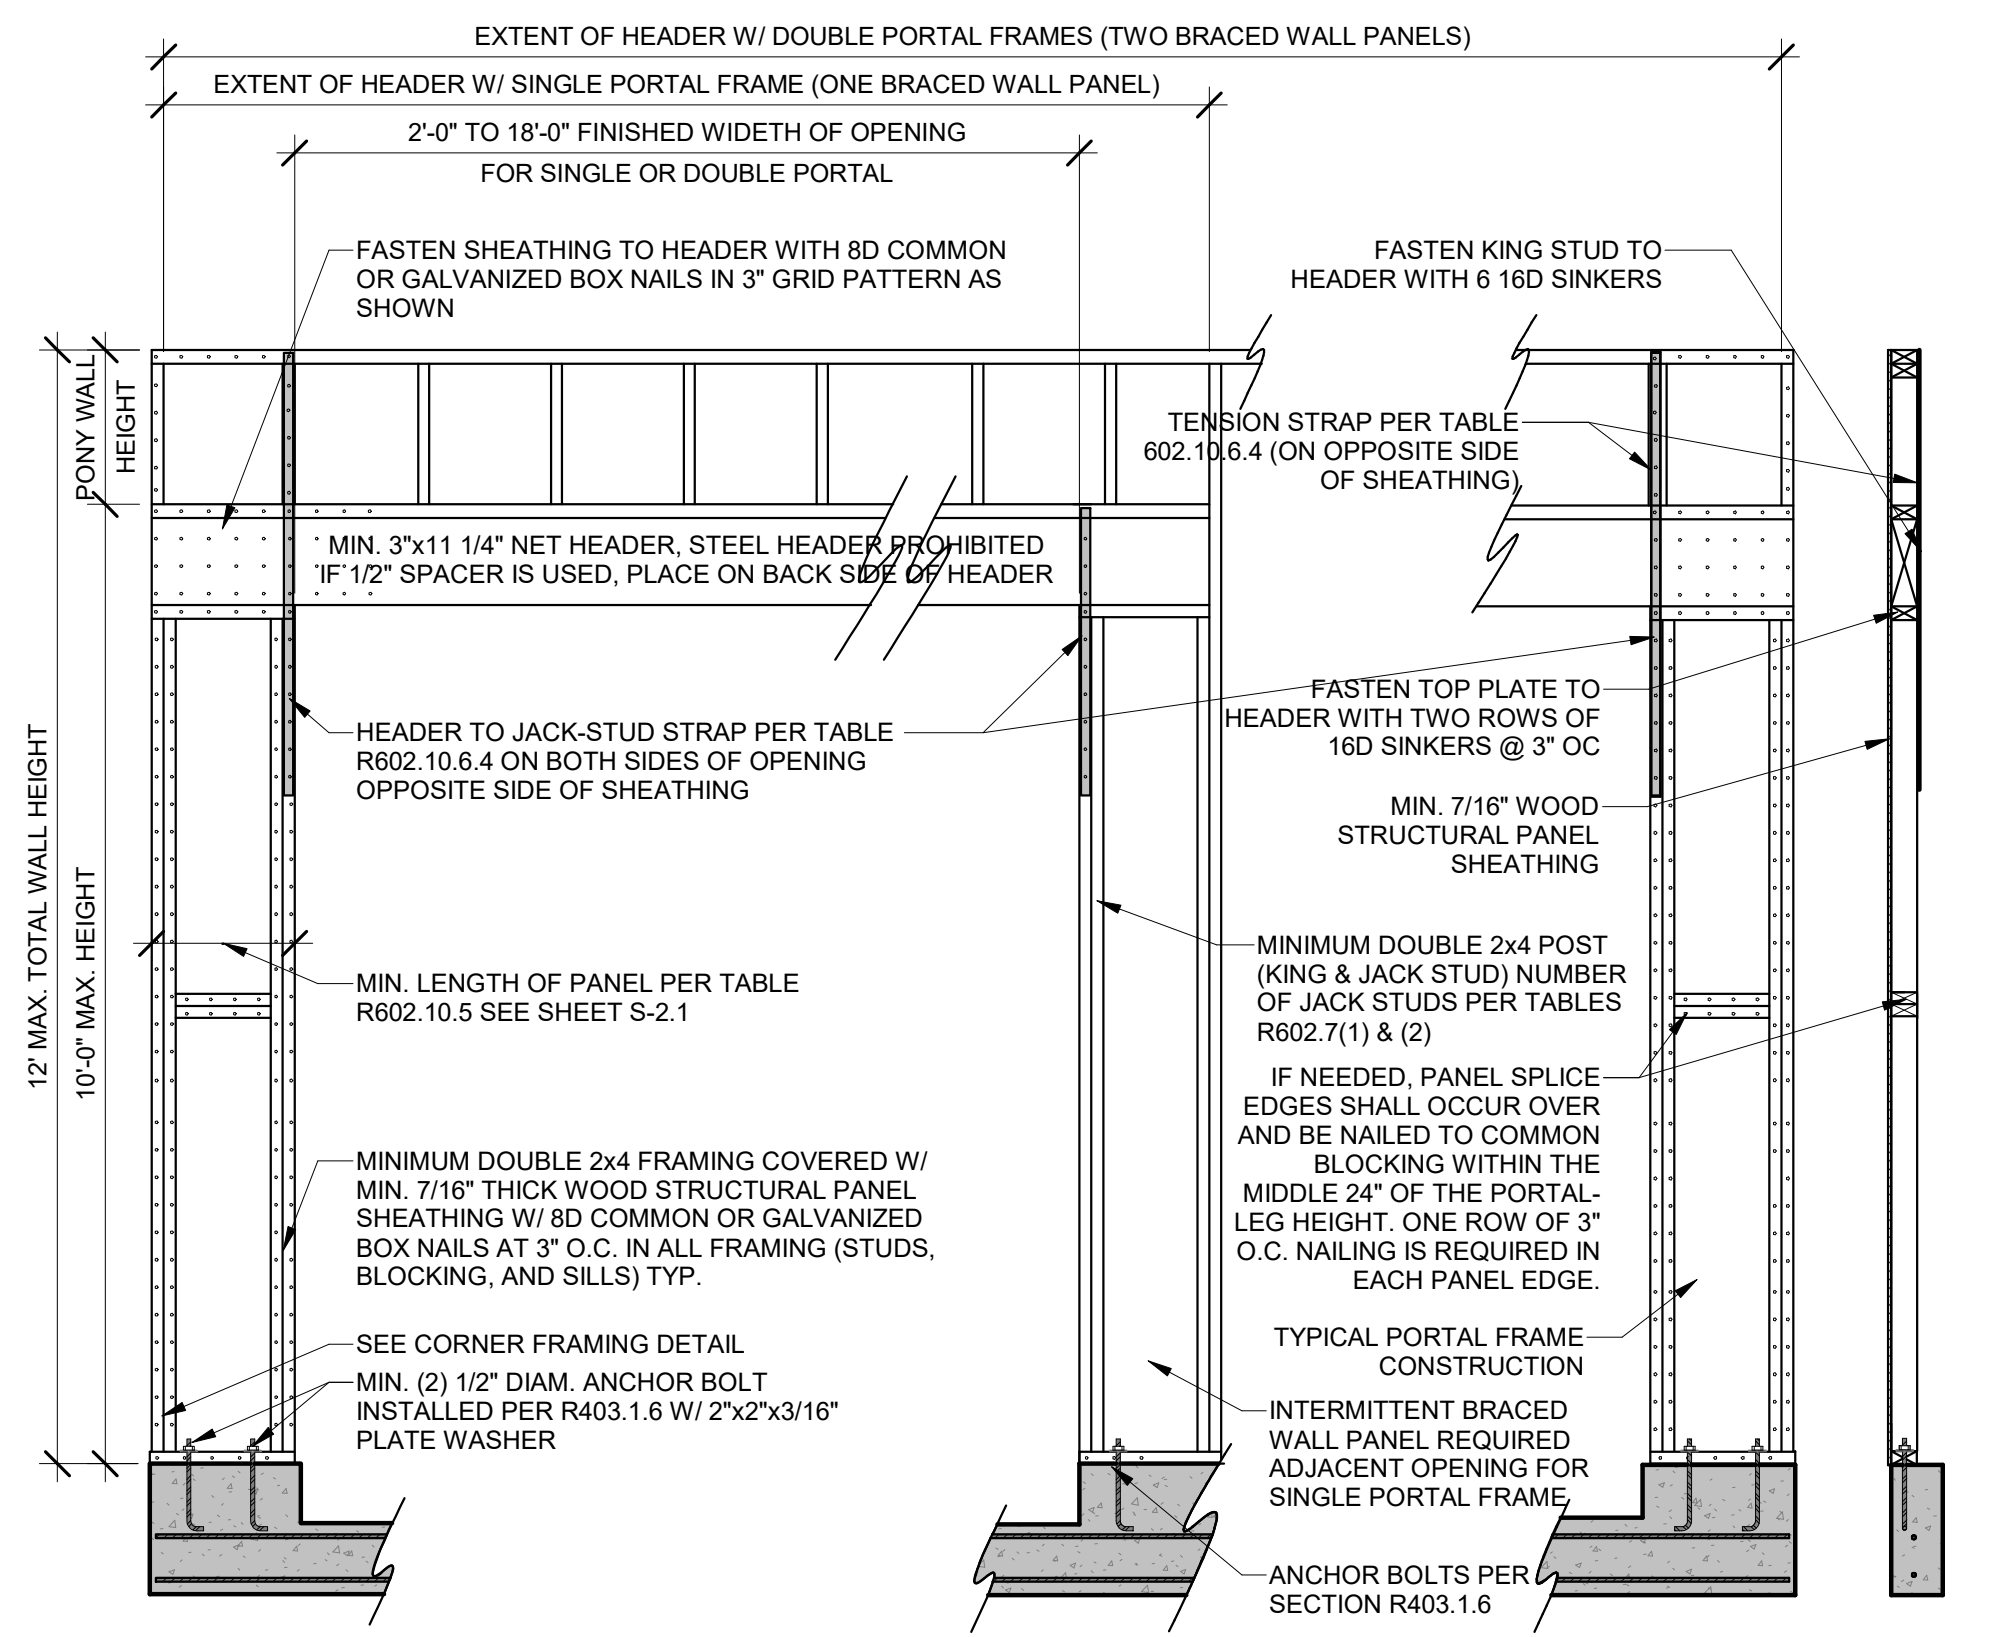 EXTENT OF HEADER W/ DOUBLE PORTAL FRAMES (TWO BRACED WALL PANELS)
EXTENT OF HEADER W/ SINGLE PORTAL FRAME (ONE BRACED WALL PANEL)
2'-0" TO 18'-0" FINISHED WIDETH OF OPENING
FOR SINGLE OR DOUBLE PORTAL
FASTEN SHEATHING TO HEADER WITH 8D COMMON
OR GALVANIZED BOX NAILS IN 3" GRID PATTERN AS
SHOWN
FASTEN KING STUD TO
HEADER WITH 6 16D SINKERS
PONY WALL
HEIGHT
TENSION STRAP PER TABLE
602.10.6.4 (ON OPPOSITE SIDE
OF SHEATHING)
MIN. 3"x11 1/4" NET HEADER, STEEL HEADER PROHIBITED
IF 1/2" SPACER IS USED, PLACE ON BACK SIDE OF HEADER
12' MAX. TOTAL WALL HEIGHT
10'-0" MAX. HEIGHT
HEADER TO JACK-STUD STRAP PER TABLE
R602.10.6.4 ON BOTH SIDES OF OPENING
OPPOSITE SIDE OF SHEATHING
FASTEN TOP PLATE TO
HEADER WITH TWO ROWS OF
16D SINKERS @ 3" OC
MIN. 7/16" WOOD
STRUCTURAL PANEL
SHEATHING
MIN. LENGTH OF PANEL PER TABLE
R602.10.5 SEE SHEET S-2.1
MINIMUM DOUBLE 2x4 POST
(KING & JACK STUD) NUMBER
OF JACK STUDS PER TABLES
R602.7(1) & (2)
IF NEEDED, PANEL SPLICE
EDGES SHALL OCCUR OVER
AND BE NAILED TO COMMON
BLOCKING WITHIN THE
MIDDLE 24" OF THE PORTAL-
LEG HEIGHT. ONE ROW OF 3"
O.C. NAILING IS REQUIRED IN
EACH PANEL EDGE.
MINIMUM DOUBLE 2x4 FRAMING COVERED W/
MIN. 7/16" THICK WOOD STRUCTURAL PANEL
SHEATHING W/ 8D COMMON OR GALVANIZED
BOX NAILS AT 3" O.C. IN ALL FRAMING (STUDS,
BLOCKING, AND SILLS) TYP.
SEE CORNER FRAMING DETAIL
MIN. (2) 1/2" DIAM. ANCHOR BOLT
INSTALLED PER R403.1.6 W/ 2"x2"x3/16"
PLATE WASHER
TYPICAL PORTAL FRAME
CONSTRUCTION
INTERMITTENT BRACED
WALL PANEL REQUIRED
ADJACENT OPENING FOR
SINGLE PORTAL FRAME
ANCHOR BOLTS PER
SECTION R403.1.6